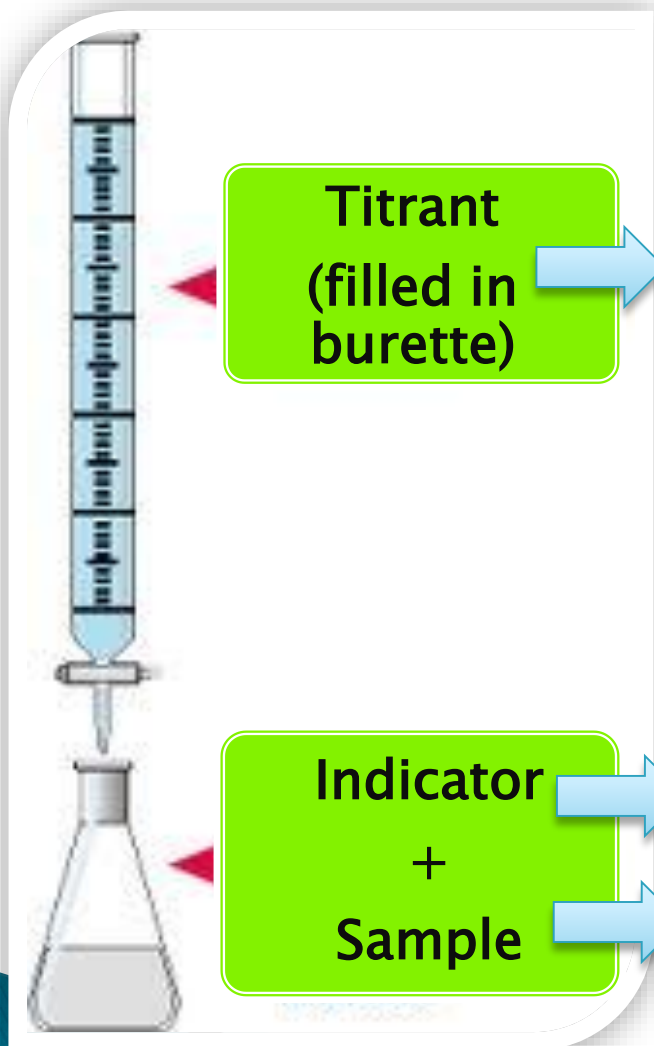 Titrant
(filled in
burette)
Indicator
+
Sample